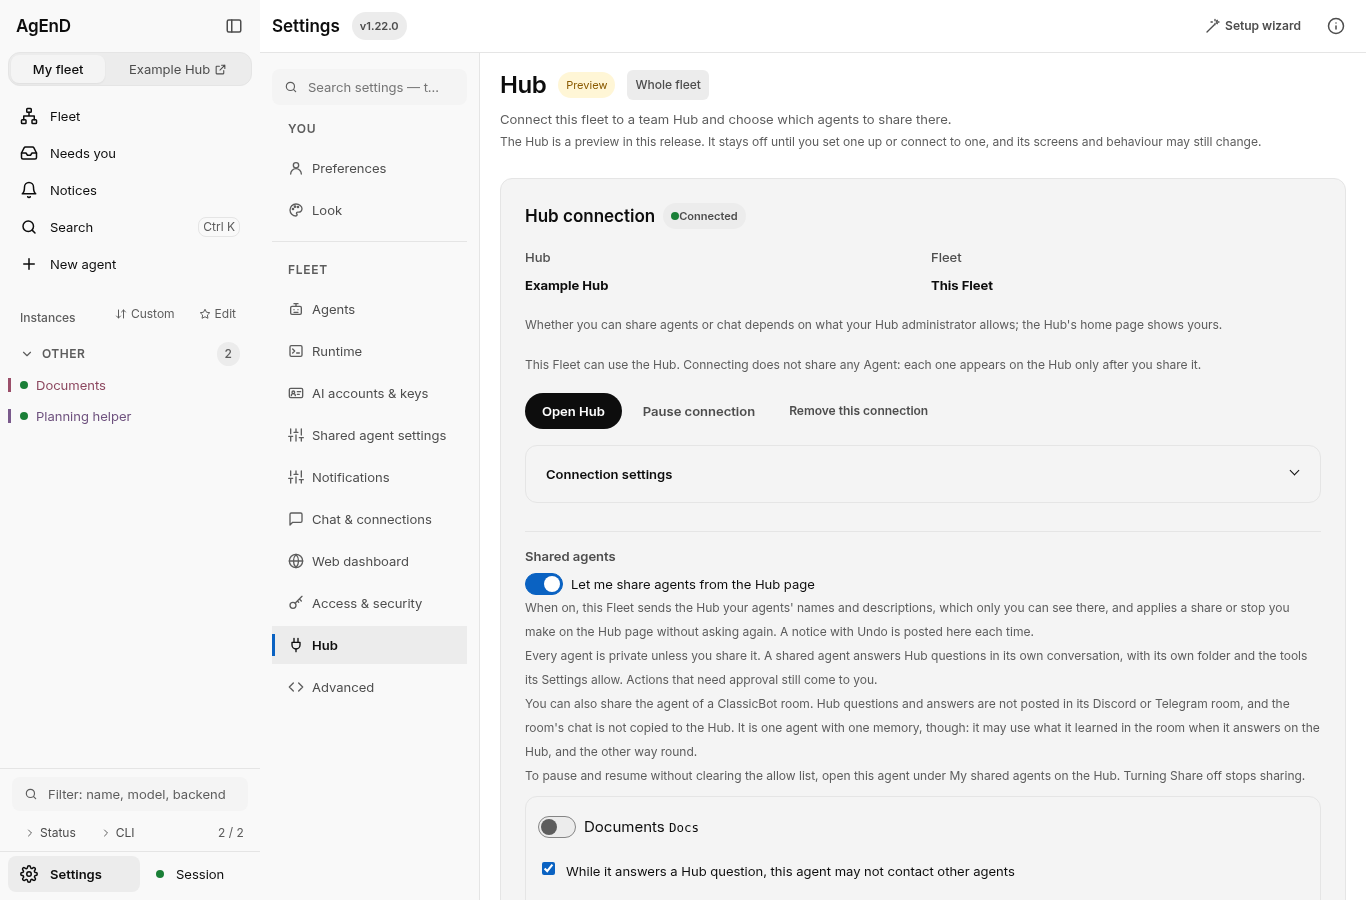 AgEnD
My fleet
Example Hub
Fleet
Needs you
Notices
Search
Ctrl K
New agent
Instances
Custom
Edit
OTHER
2
Documents
Planning helper
Filter: name, model, backend
Status
CLI
2 / 2
Settings
Session
Settings
v1.22.0
Setup wizard
Search settings — t...
YOU
Preferences
Look
FLEET
Agents
Runtime
AI accounts & keys
Shared agent settings
Notifications
Chat & connections
Web dashboard
Access & security
Hub
Advanced
Hub
Preview
Whole fleet
Connect this fleet to a team Hub and choose which agents to share there.
The Hub is a preview in this release. It stays off until you set one up or connect to one, and its screens and behaviour may still change.
Hub connection
Connected
Hub
Fleet
Example Hub
This Fleet
Whether you can share agents or chat depends on what your Hub administrator allows; the Hub's home page shows yours.
This Fleet can use the Hub. Connecting does not share any Agent: each one appears on the Hub only after you share it.
Open Hub
Pause connection
Remove this connection
Connection settings
Shared agents
Let me share agents from the Hub page
When on, this Fleet sends the Hub your agents' names and descriptions, which only you can see there, and applies a share or stop you
make on the Hub page without asking again. A notice with Undo is posted here each time.
Every agent is private unless you share it. A shared agent answers Hub questions in its own conversation, with its own folder and the tools
its Settings allow. Actions that need approval still come to you.
You can also share the agent of a ClassicBot room. Hub questions and answers are not posted in its Discord or Telegram room, and the
room's chat is not copied to the Hub. It is one agent with one memory, though: it may use what it learned in the room when it answers on the
Hub, and the other way round.
To pause and resume without clearing the allow list, open this agent under My shared agents on the Hub. Turning Share off stops sharing.
Documents Docs
While it answers a Hub question, this agent may not contact other agents